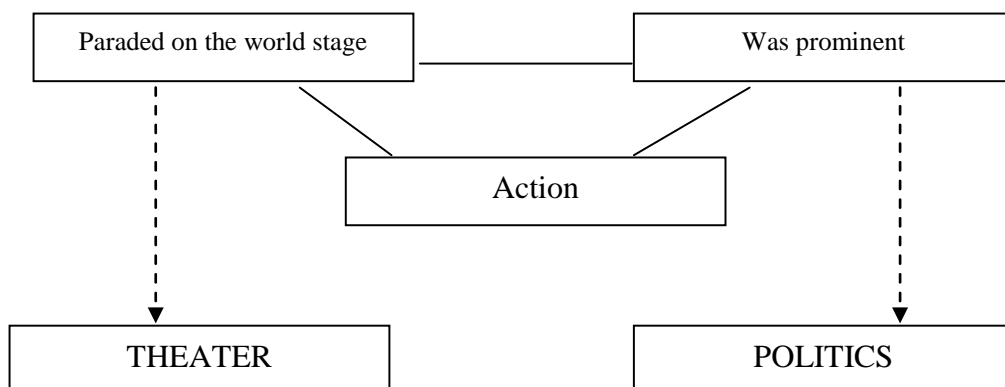 Paraded on the world stage
Was prominent
Action
THEATER
POLITICS